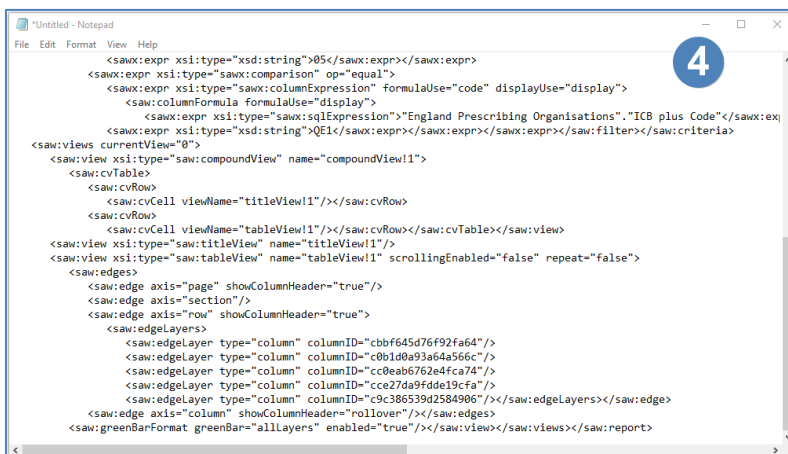 *Untitled - Notepad
File Edit Format View Help
4
<sawx:expr xsi:type="xsd:string">05</sawx:expr></sawx:expr>
<sawx:expr xsi:type="sawx:comparison" op="equal">
<sawx:expr xsi:type="sawx:columnExpression" formulaUse="code" displayUse="display">
<saw:columnFormula formulaUse="display">
<sawx:expr xsi:type="sawx:sqlExpression">"England Prescribing Organisations"."ICB plus Code"</sawx:exp
<sawx:expr xsi:type="xsd:string">QE1</sawx:expr></sawx:expr></sawx:expr></saw:filter></saw:criteria>
<saw:views currentView="0">
<saw:view xsi:type="saw:compoundView" name="compoundView!1">
<saw:cvTable>
<saw:cvRow>
<saw:cvCell viewName="titleView!1"/></saw:cvRow>
<saw:cvRow>
<saw:cvCell viewName="tableView!1"/></saw:cvRow></saw:cvTable></saw:view>
<saw:view xsi:type="saw:titleView" name="titleView!1"/>
<saw:view xsi:type="saw:tableView" name="tableView!1" scrollingEnabled="false" repeat="false">
<saw:edges>
<saw:edge axis="page" showColumnHeader="true"/>
<saw:edge axis="section"/>
<saw:edge axis="row" showColumnHeader="true">
<saw:edgeLayers>
<saw:edgeLayer type="column" columnID="cbbf645d76f92fa64"/>
<saw:edgeLayer type="column" columnID="c0b1d0a93a64a566c"/>
<saw:edgeLayer type="column" columnID="cc0eab6762e4fca74"/>
<saw:edgeLayer type="column" columnID="cce27da9fdde19cfa"/>
<saw:edgeLayer type="column" columnID="c9c386539d2584906"/></saw:edgeLayers></saw:edge>
<saw:edge axis="column" showColumnHeader="rollover"/></saw:edges>
<saw:greenBarFormat greenBar="allLayers" enabled="true"/></saw:view></saw:views></saw:report>